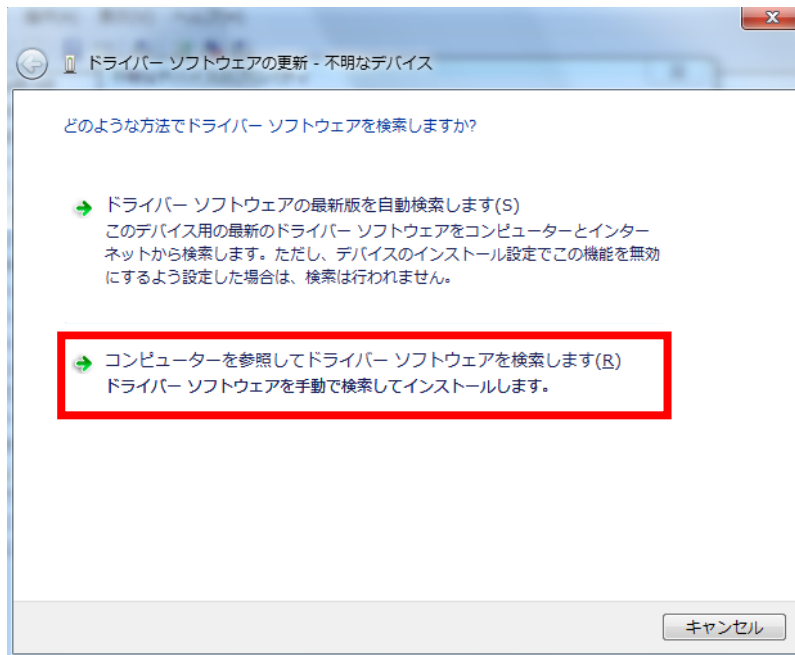 ドライバー ソフトウェアの更新 - 不明なデバイス
どのような方法でドライバー ソフトウェアを検索しますか?
ドライバー ソフトウェアの最新版を自動検索します(S)
このデバイス用の最新のドライバー ソフトウェアをコンピューターとインター
ネットから検索します。ただし、デバイスのインストール設定でこの機能を無効
にするよう設定した場合は、検索は行われません。
コンピューターを参照してドライバー ソフトウェアを検索します(R)
ドライバー ソフトウェアを手動で検索してインストールします。
キャンセル